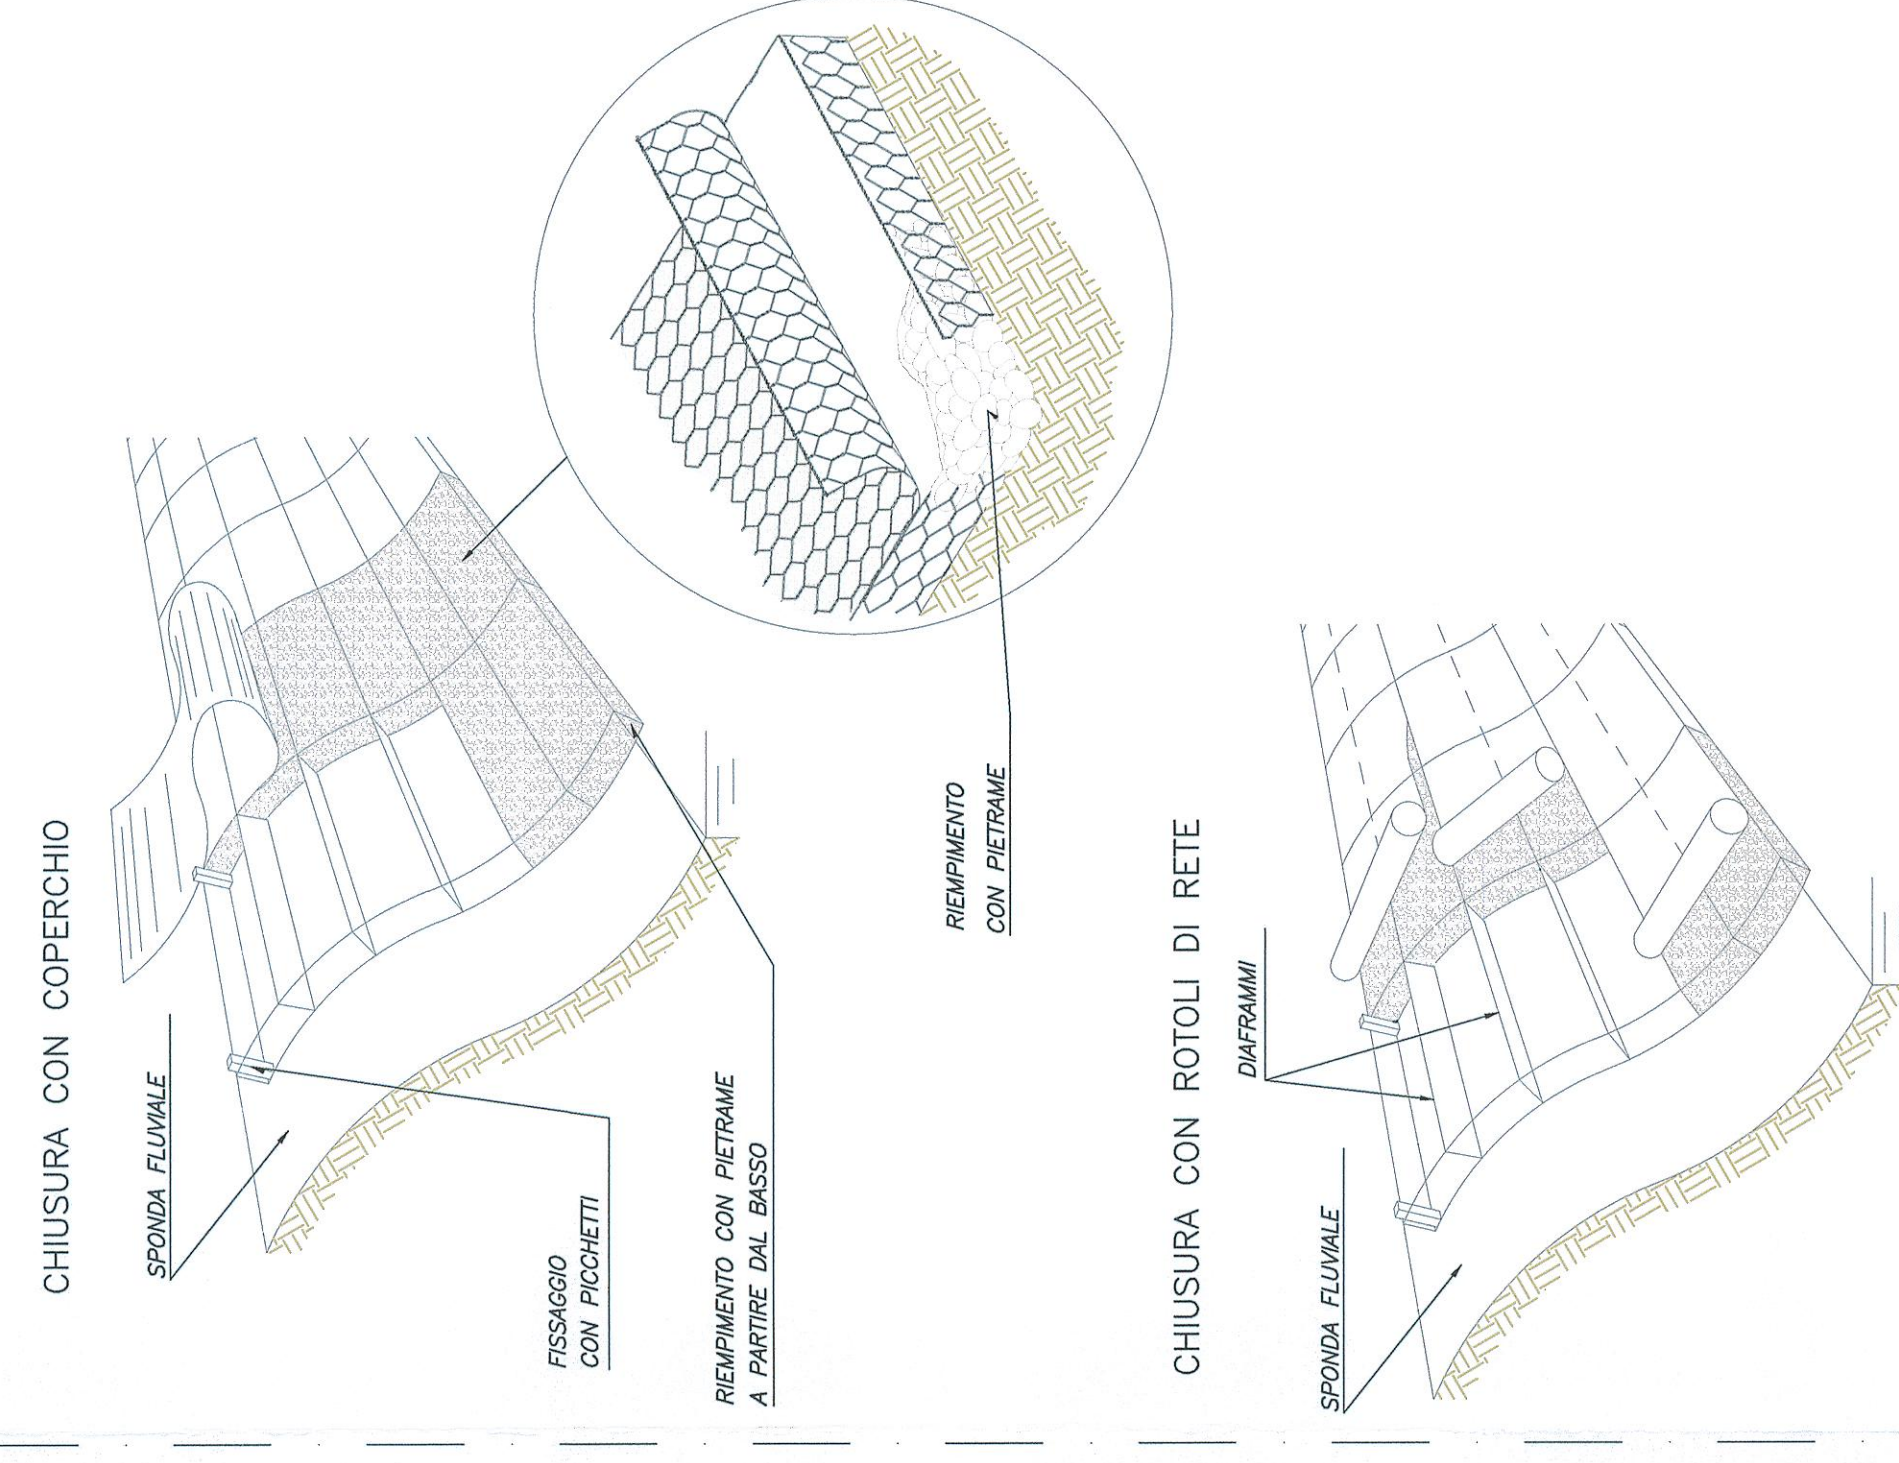 CHIUSURA CON COPERCHIO
SPONDA FLUVIALE
FISSAGGIO
CON PICCHETTI
RIEMPIMENTO CON PIETRAME
A PARTIRE DAL BASSO
RIEMPIMENTO
CON PIETRAME
CHIUSURA CON ROTOLI DI RETE
DIAFRAMMI
SPONDA FLUVIALE